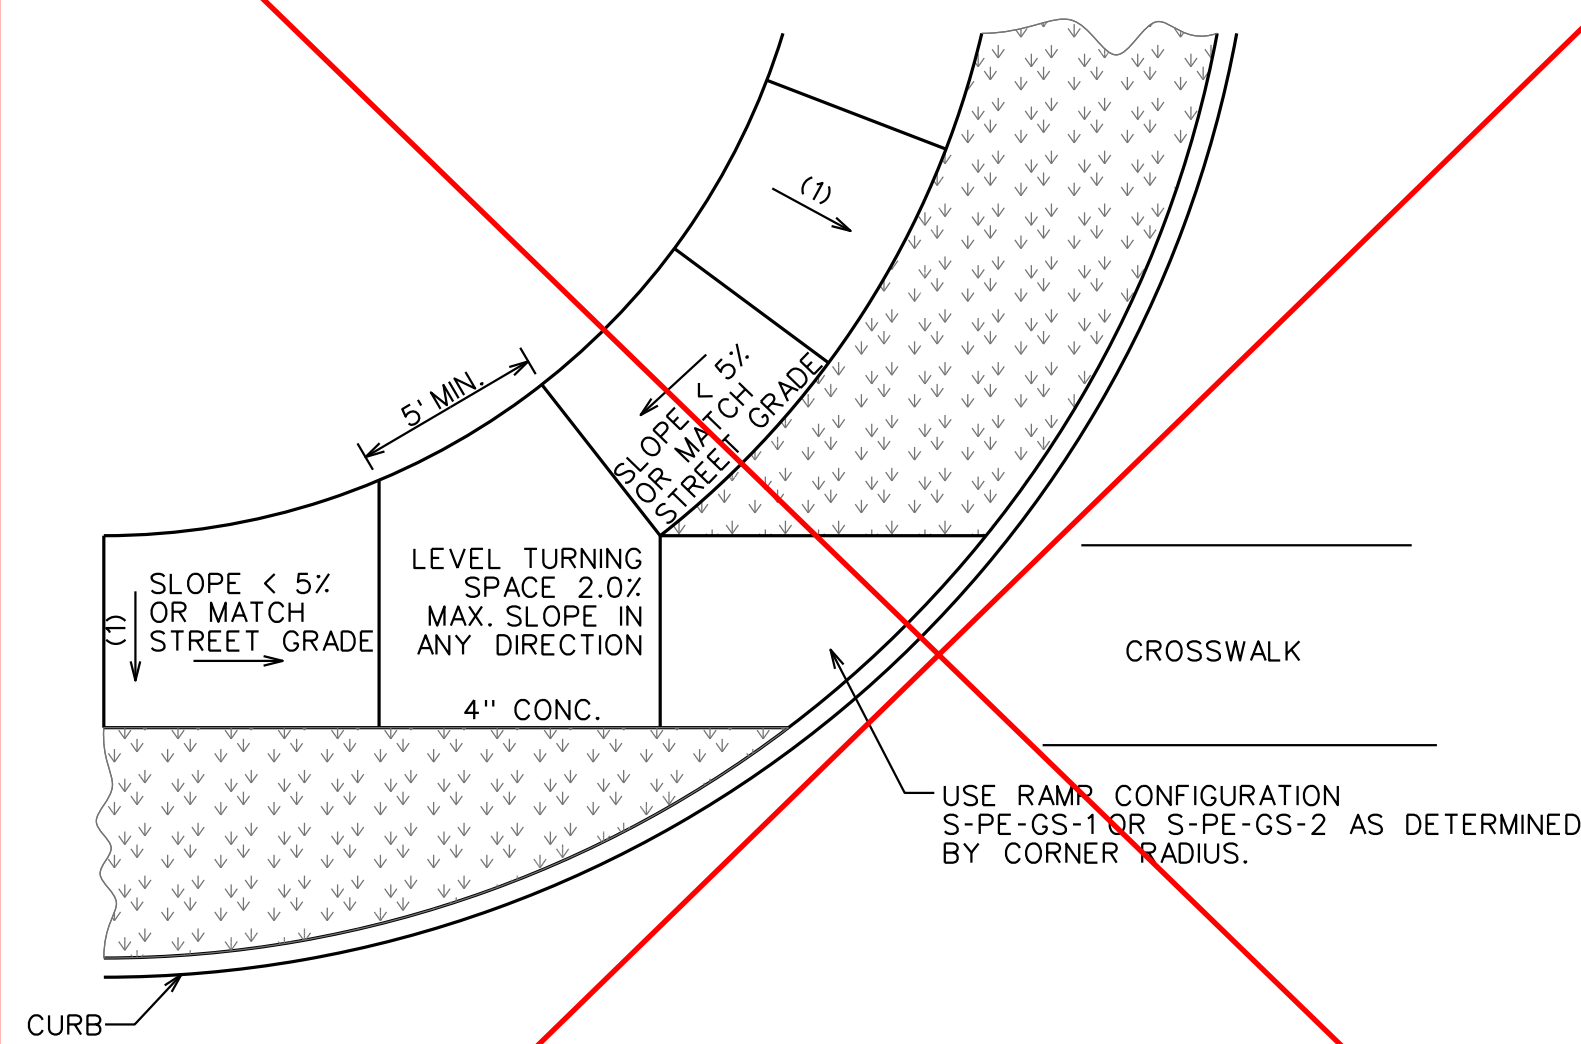 (1)
5' MIN.
SLOPE < 5%
OR MATCH
STREET GRADE
LEVEL TURNING
SPACE 2.0%
MAX. SLOPE IN
ANY DIRECTION
4" CONC.
(1)
SLOPE < 5%
OR MATCH
STREET GRADE
CROSSWALK
USE RAMP CONFIGURATION
S-PE-GS-1 OR S-PE-GS-2 AS DETERMINED
BY CORNER RADIUS.
CURB